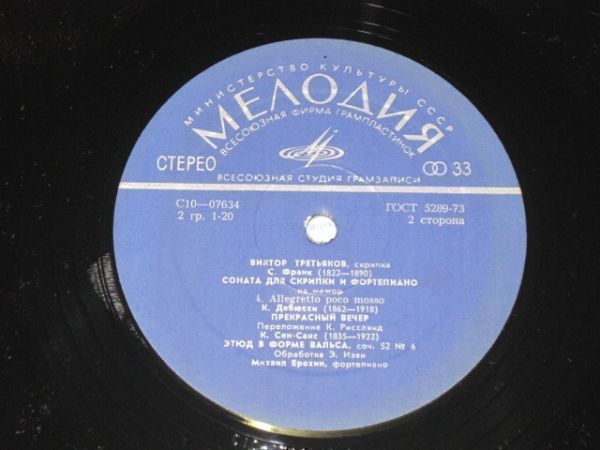 МИНИСТЕРСТВО КУЛЬТУРЫ СССР
МЕЛОДИЯ
ВСЕСОЮЗНАЯ ФИРМА ГРАМПЛАСТИНОК
СТЕРЕО
33
ВСЕСОЮЗНАЯ СТУДИЯ ГРАМЗАПИСИ
С10—07634
ГОСТ 5289-73
2 гр. 1-20
2 сторона
ВИКТОР ТРЕТЬЯКОВ, скрипка
С. Франк (1822—1890)
СОНАТА ДЛЯ СКРИПКИ И ФОРТЕПИАНО
ля мажор
4. Allegretto poco mosso
К. Дебюсси (1862—1918)
ПРЕКРАСНЫЙ ВЕЧЕР
Переложение К. Риссланд
К. Сен-Санс (1835—1922)
ЭТЮД В ФОРМЕ ВАЛЬСА, соч. 52 № 6
Обработка Э. Изаи
Михаил Ерохин, фортепиано